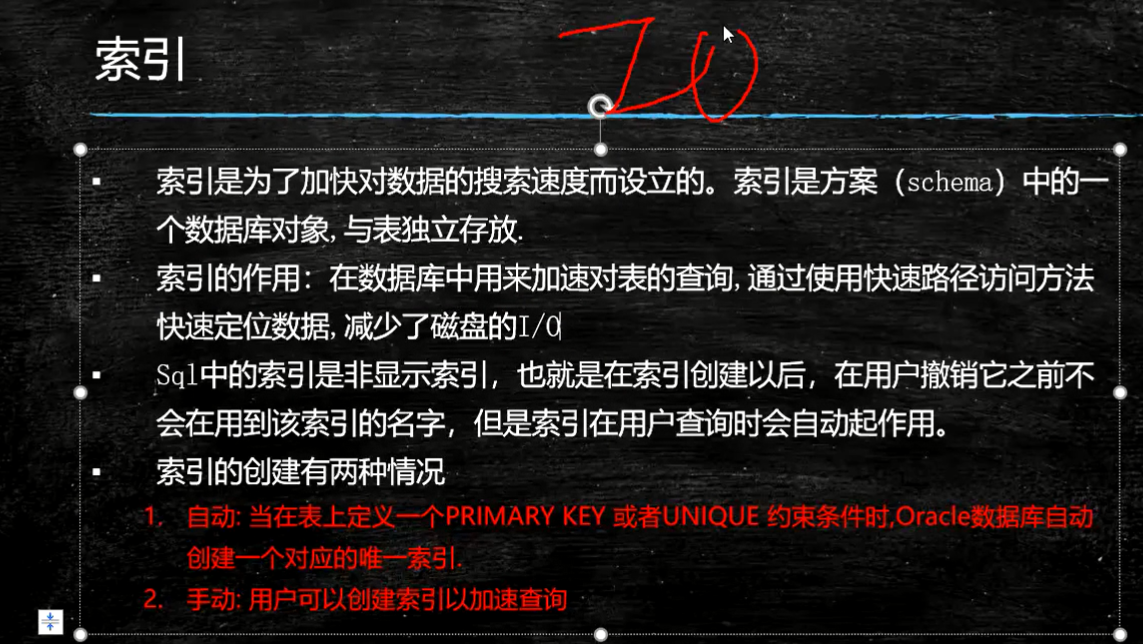 索引
IO
索引是为了加快对数据的搜索速度而设立的。索引是方案（schema）中的一
个数据库对象,与表独立存放.
索引的作用：在数据库中用来加速对表的查询,通过使用快速路径访问方法
快速定位数据,减少了磁盘的I/O
Sql中的索引是非显示索引，也就是在索引创建以后，在用户撤销它之前不
会在用到该索引的名字，但是索引在用户查询时会自动起作用。
索引的创建有两种情况
1. 自动: 当在表上定义一个PRIMARY KEY 或者UNIQUE 约束条件时,Oracle数据库自动
创建一个对应的唯一索引.
2. 手动: 用户可以创建索引以加速查询